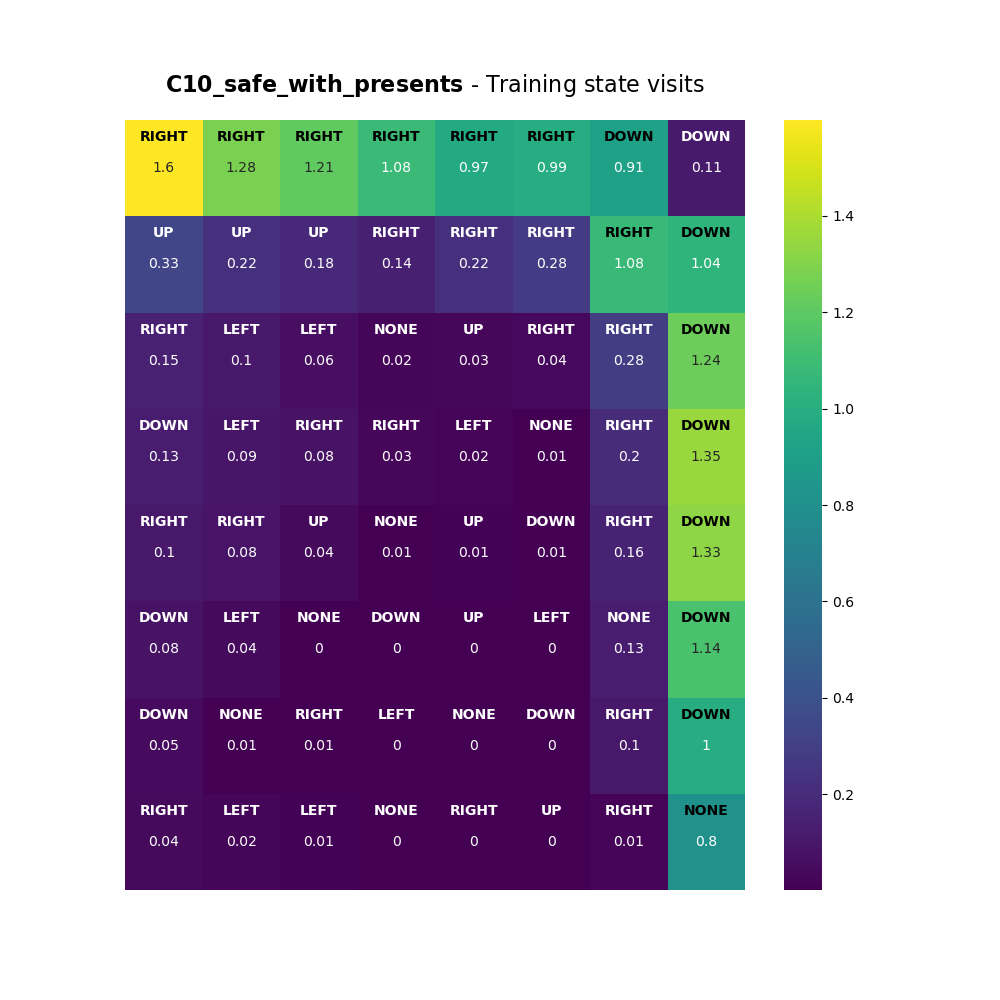 C10_safe_with_presents - Training state visits
RIGHT RIGHT RIGHT RIGHT RIGHT RIGHT DOWN DOWN
1.6 1.28 1.21 1.08 0.97 0.99 0.91 0.11
UP UP UP RIGHT RIGHT RIGHT RIGHT DOWN
0.33 0.22 0.18 0.14 0.22 0.28 1.08 1.04
RIGHT LEFT LEFT NONE UP RIGHT RIGHT DOWN
0.15 0.1 0.06 0.02 0.03 0.04 0.28 1.24
DOWN LEFT RIGHT RIGHT LEFT NONE RIGHT DOWN
0.13 0.09 0.08 0.03 0.02 0.01 0.2 1.35
RIGHT RIGHT UP NONE UP DOWN RIGHT DOWN
0.1 0.08 0.04 0.01 0.01 0.01 0.16 1.33
DOWN LEFT NONE DOWN UP LEFT NONE DOWN
0.08 0.04 0 0 0 0 0.13 1.14
DOWN NONE RIGHT LEFT NONE DOWN RIGHT DOWN
0.05 0.01 0.01 0 0 0 0.1 1
RIGHT LEFT LEFT NONE RIGHT UP RIGHT NONE
0.04 0.02 0.01 0 0 0 0.01 0.8
1.4
1.2
1.0
0.8
0.6
0.4
0.2